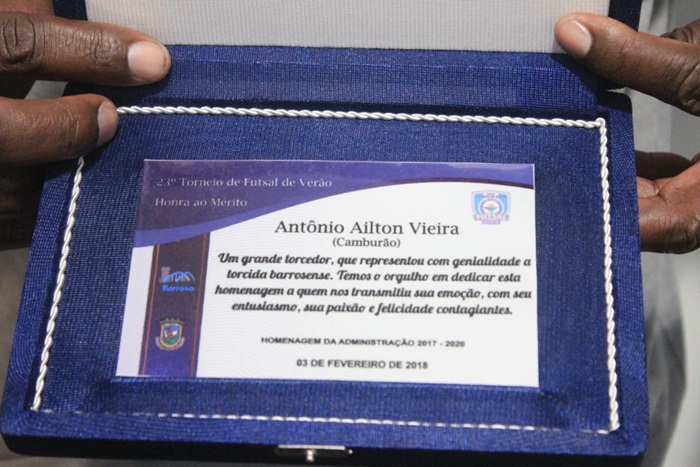 23º Torneio de Futsal de Verão
Honra ao Mérito
FUTSAL
Antônio Ailton Vieira
(Camburão)
Um grande torcedor, que representou com genialidade a
torcida barrosense. Temos o orgulho em dedicar esta
homenagem a quem nos transmitiu sua emoção, com seu
entusiasmo, sua paixão e felicidade contagiantes.
Barroso
HOMENAGEM DA ADMINISTRAÇÃO 2017 - 2020
03 DE FEVEREIRO DE 2018